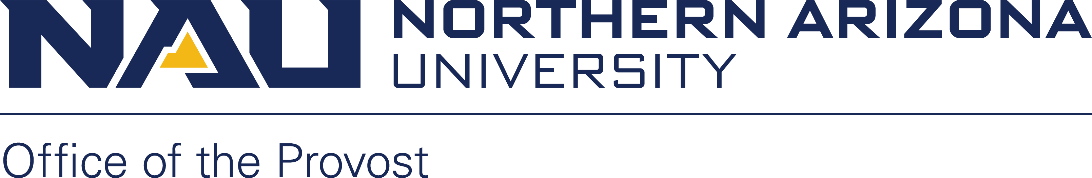 NAU NORTHERN ARIZONA
UNIVERSITY
Office of the Provost